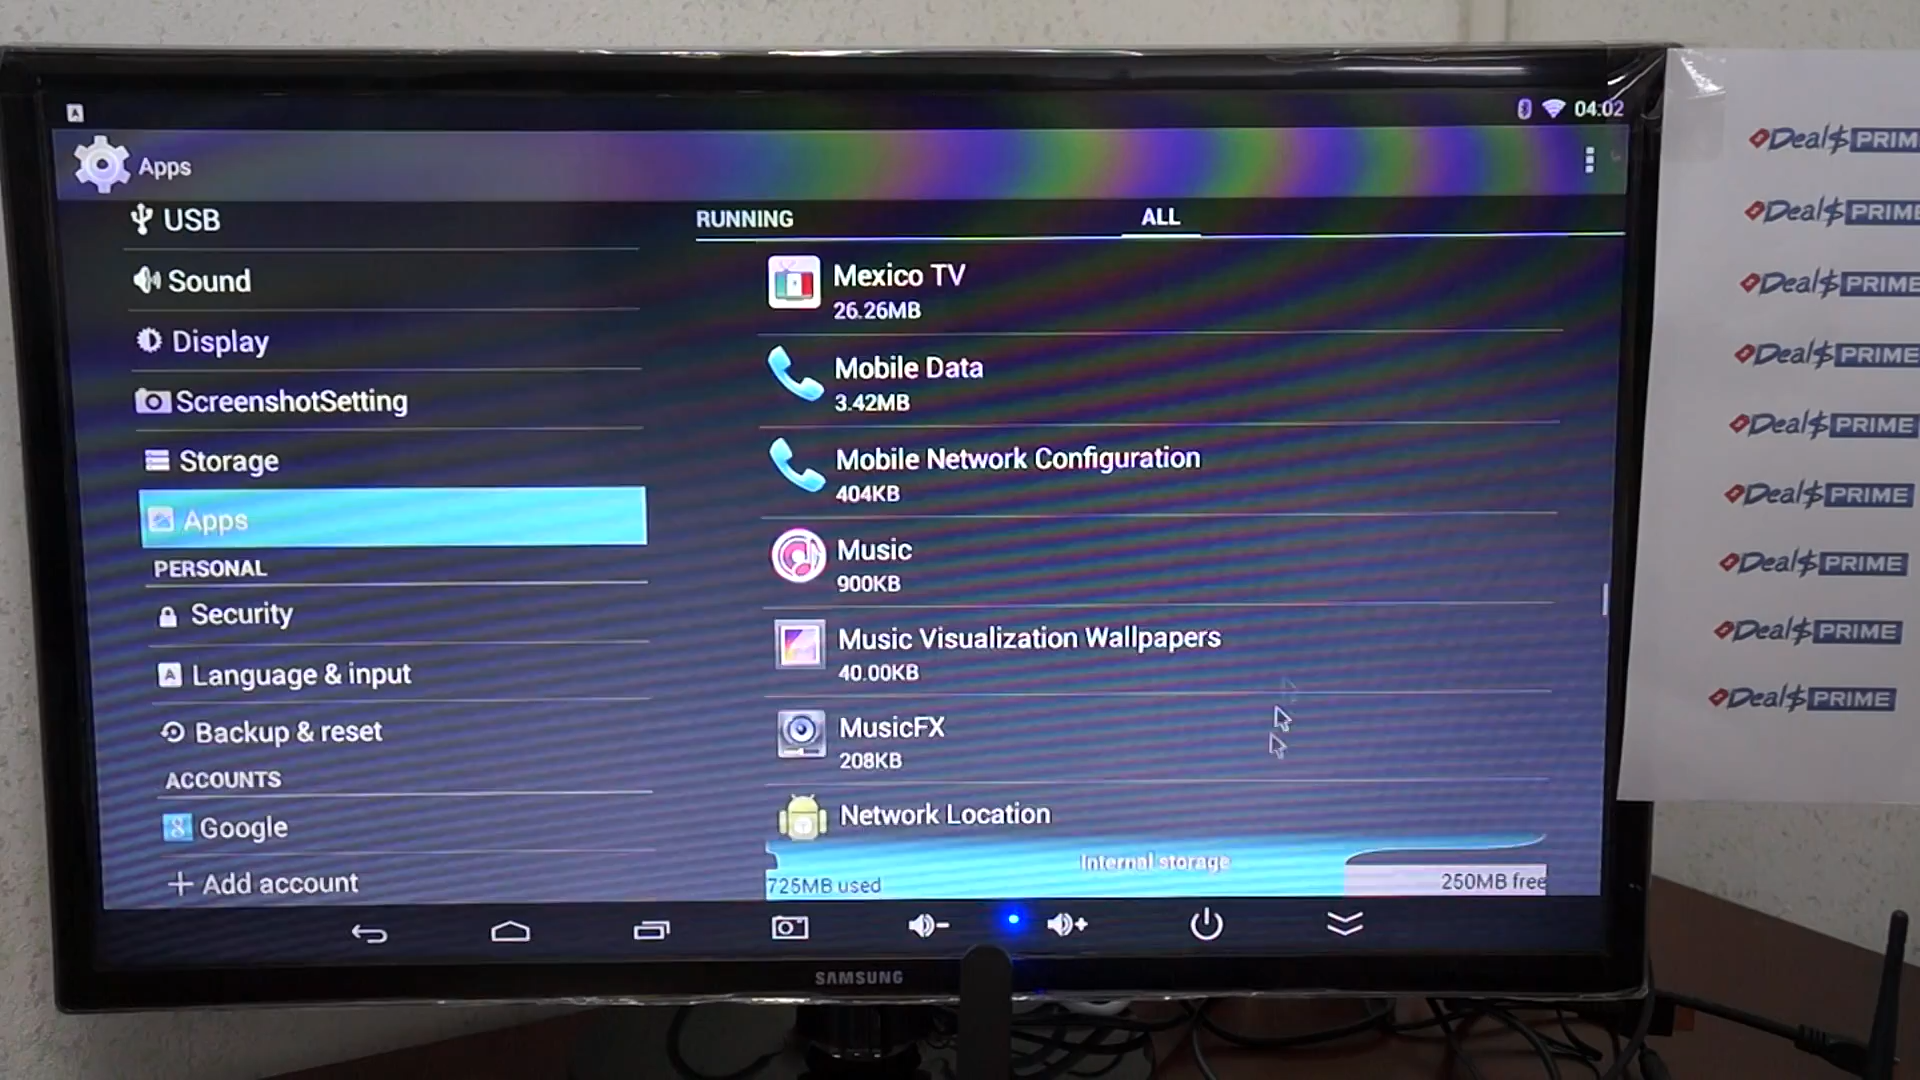 04:02
Apps
USB
Sound
Display
ScreenshotSetting
Storage
Apps
PERSONAL
Security
Language & input
Backup & reset
ACCOUNTS
Google
Add account
RUNNING
ALL
Mexico TV
26.26MB
Mobile Data
3.42MB
Mobile Network Configuration
404KB
Music
900KB
Music Visualization Wallpapers
40.00KB
MusicFX
208KB
Network Location
Internal storage
725MB used
250MB free
SAMSUNG
Deal$PRIM
Deal$PRIME
Deal$PRIME
Deal$PRIME
Deal$PRIME
Deal$PRIME
Deal$PRIME
Deal$PRIME
Deal$PRIME